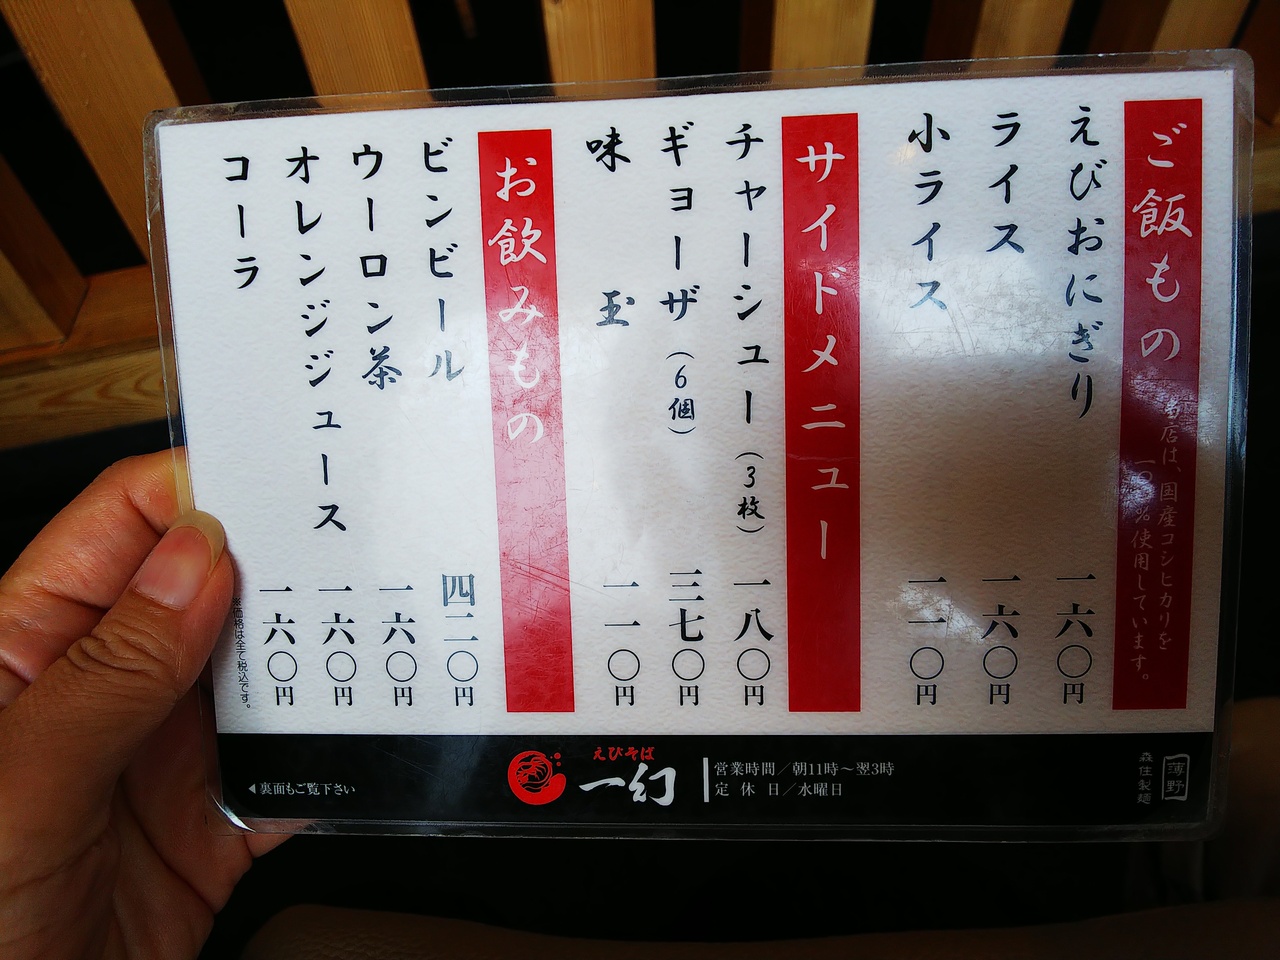 ご飯もの
当店は、国産コシヒカリを
一〇〇%使用しています。
えびおにぎり 一六〇円
ライス 一六〇円
小ライス 一一〇円
サイドメニュー
チャーシュー(3枚) 一八〇円
ギョーザ(6個) 三七〇円
味 玉 一一〇円
お飲みもの
ビンビール 四二〇円
ウーロン茶 一六〇円
オレンジジュース 一六〇円
コーラ 一六〇円
※価格は全て税込です。
◀裏面もご覧下さい
えびそば
一幻
営業時間/朝11時〜翌3時
定 休 日/水曜日
森住製麺
薄野